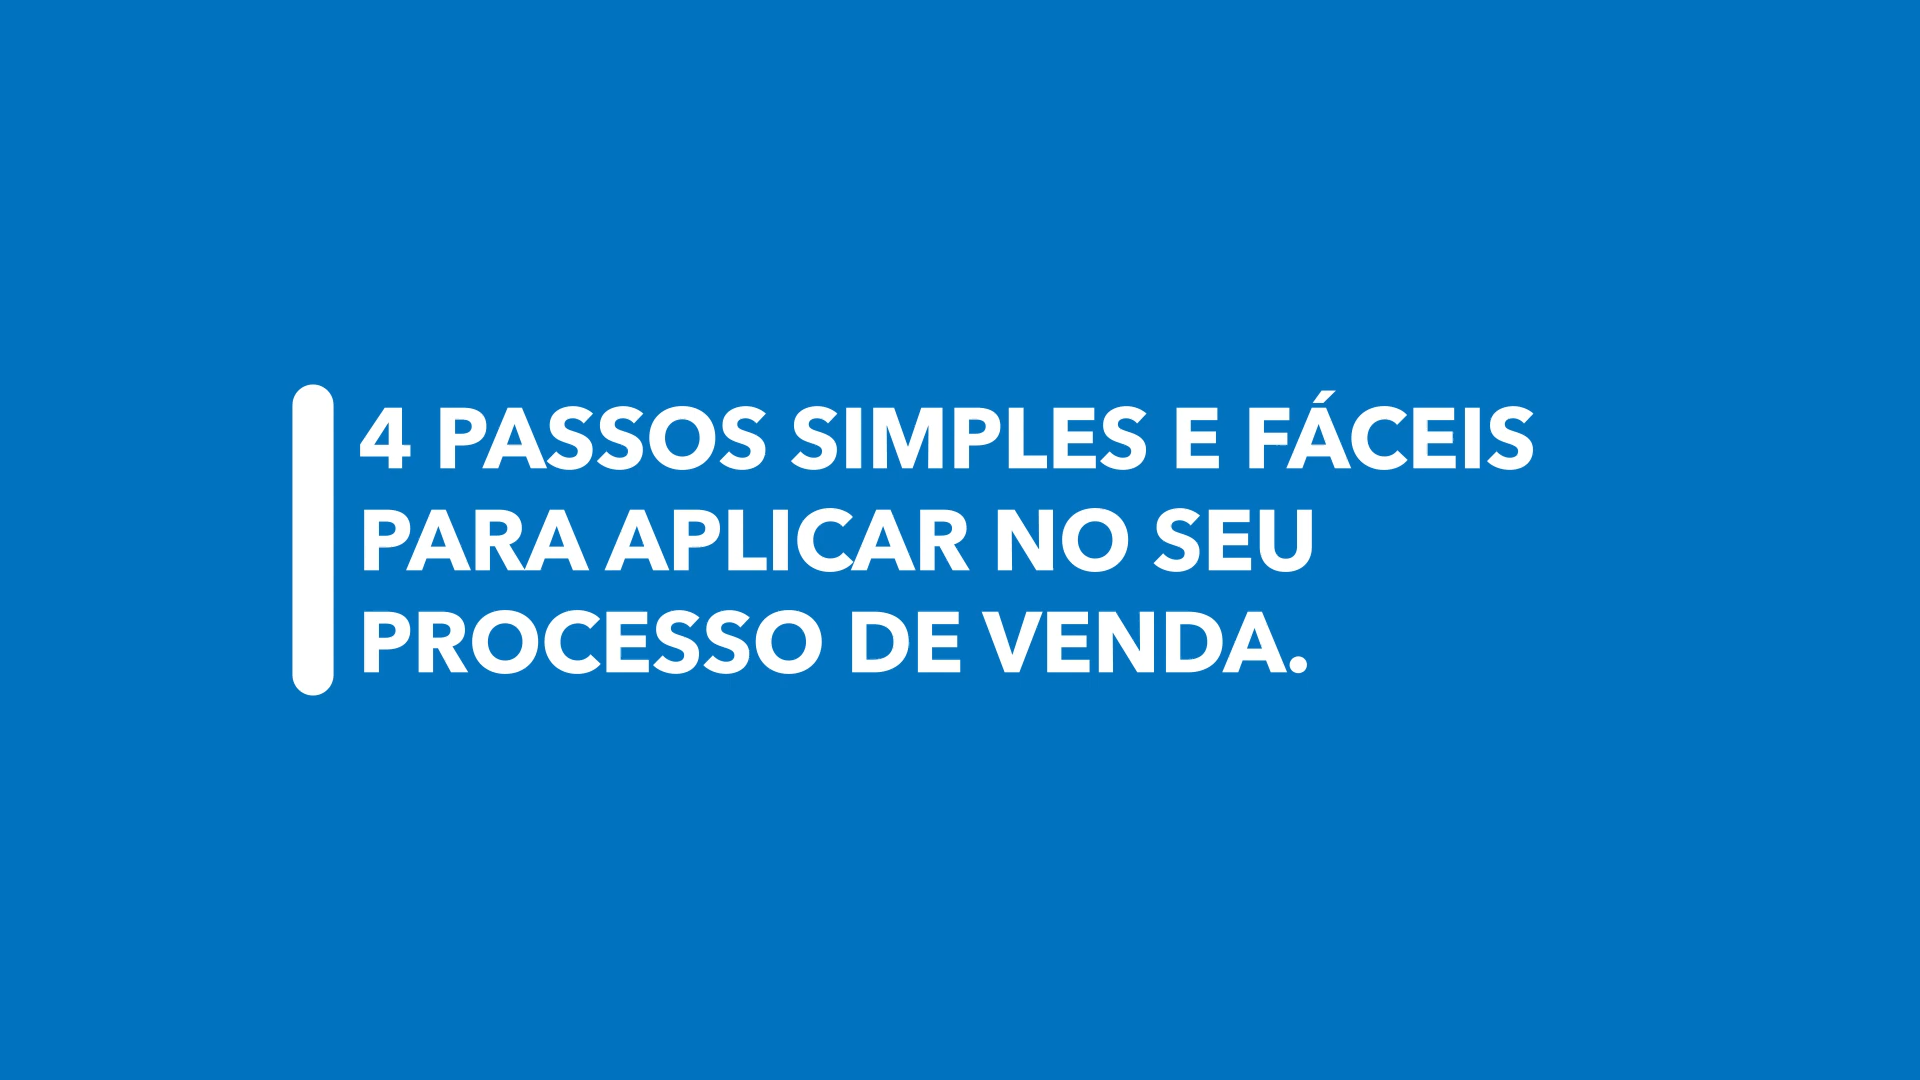 4 PASSOS SIMPLES E FÁCEIS
PARA APLICAR NO SEU
PROCESSO DE VENDA.